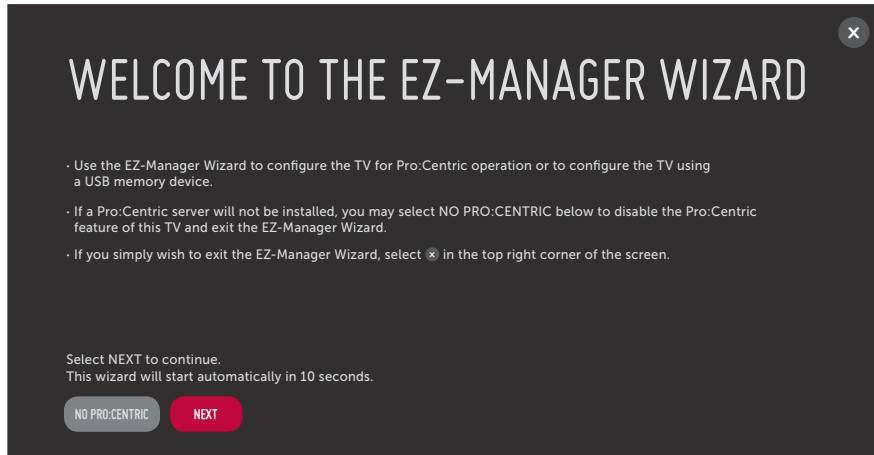 X
WELCOME TO THE EZ-MANAGER WIZARD
· Use the EZ-Manager Wizard to configure the TV for Pro:Centric operation or to configure the TV using
a USB memory device.
· If a Pro:Centric server will not be installed, you may select NO PRO:CENTRIC below to disable the Pro:Centric
feature of this TV and exit the EZ-Manager Wizard.
· If you simply wish to exit the EZ-Manager Wizard, select x in the top right corner of the screen.
Select NEXT to continue.
This wizard will start automatically in 10 seconds.
NO PRO:CENTRIC NEXT